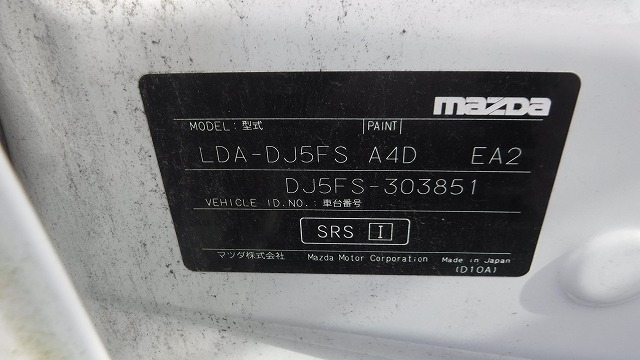 mazda
MODEL: 型式 PAINT
LDA-DJ5FS A4D EA2
DJ5FS-303851
VEHICLE ID.NO.: 車台番号
SRS I
マツダ株式会社 Mazda Motor Corporation Made in Japan
(D10A)